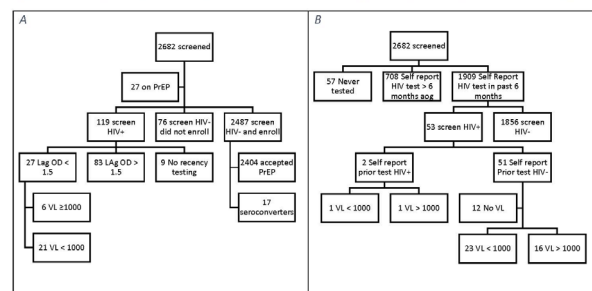 A
2682 screened
27 on PrEP
119 screen
HIV+
76 screen HIV-
did not enroll
2487 screen
HIV- and enroll
27 Lag OD <
1.5
83 LAg OD >
1.5
9 No recency
testing
2404 accepted
PrEP
6 VL ≥1000
17
seroconverters
21 VL < 1000
B
2682 screened
57 Never
tested
708 Self report
HIV test > 6
months aog
1909 Self Report
HIV test in past 6
months
53 screen HIV+
1856 screen
HIV-
2 Self report
prior test HIV+
51 Self report
Prior test HIV-
1 VL < 1000
1 VL > 1000
12 No VL
23 VL < 1000
16 VL > 1000